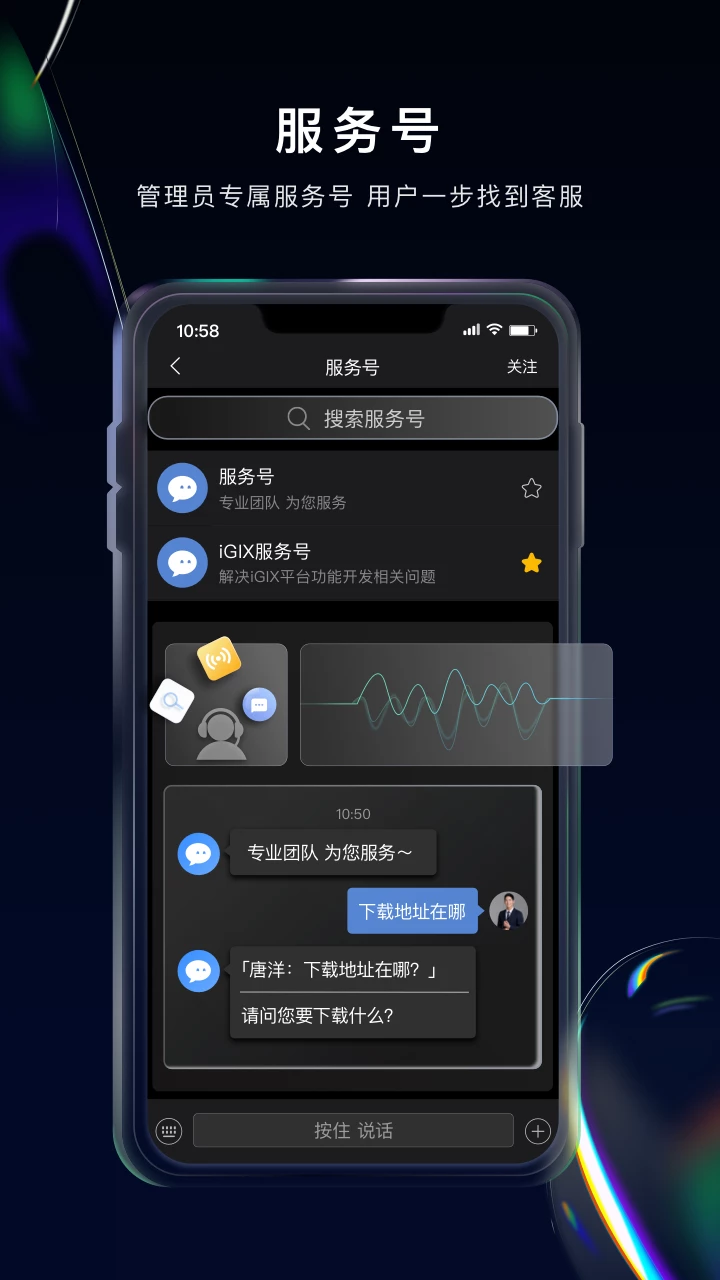 服务号
管理员专属服务号 用户一步找到客服
10:58
服务号
关注
搜索服务号
服务号
专业团队 为您服务
iGIX服务号
解决iGIX平台功能开发相关问题
10:50
专业团队 为您服务～
下载地址在哪
「唐洋：下载地址在哪？」
请问您要下载什么?
按住 说话